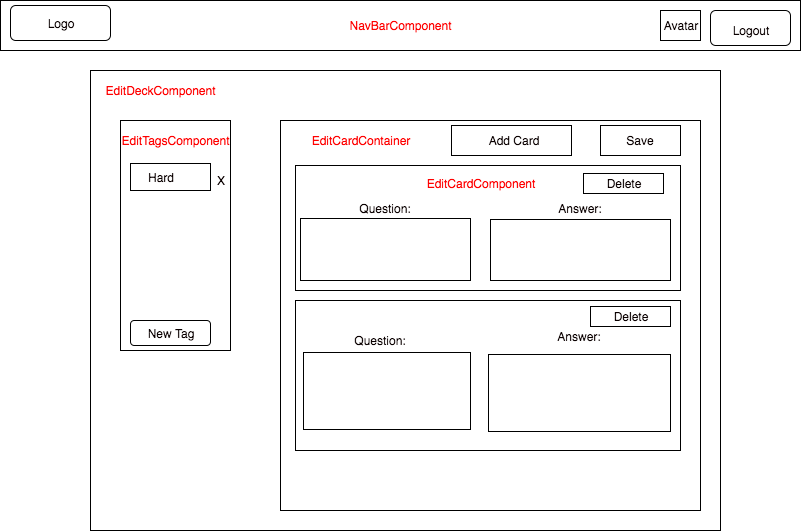 Logo
NavBarComponent
Avatar
Logout
EditDeckComponent
EditTagsComponent
Hard
X
New Tag
EditCardContainer
Add Card
Save
EditCardComponent
Delete
Question:
Answer:
Delete
Question:
Answer: